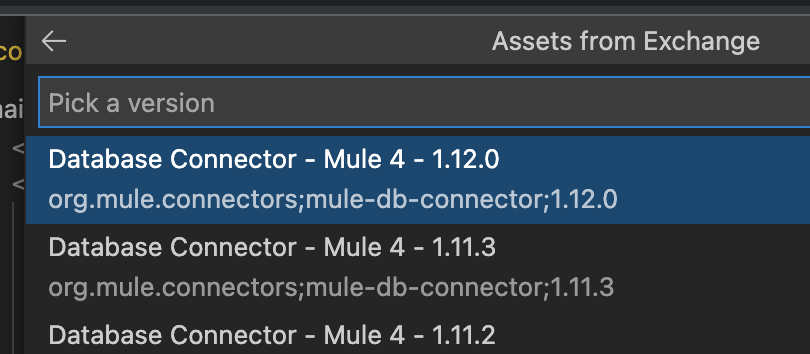 Assets from Exchange
co
Pick a version
ai
Database Connector - Mule 4 - 1.12.0
<
org.mule.connectors;mule-db-connector;1.12.0
<
Database Connector - Mule 4 - 1.11.3
org.mule.connectors;mule-db-connector;1.11.3
Database Connector - Mule 4 - 1.11.2